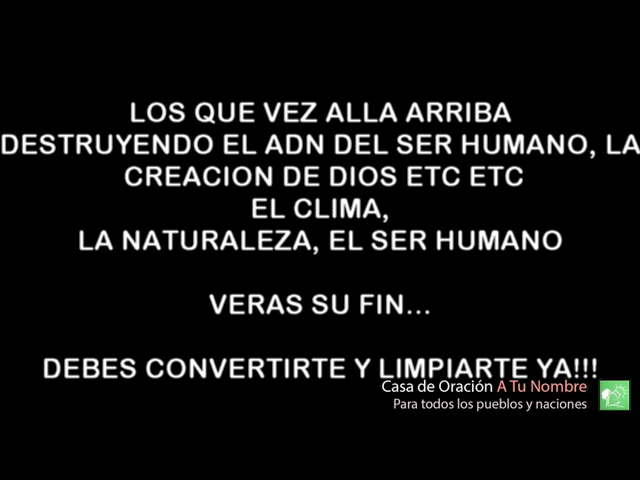 LOS QUE VEZ ALLA ARRIBA
DESTRUYENDO EL ADN DEL SER HUMANO, LA
CREACION DE DIOS ETC ETC
EL CLIMA,
LA NATURALEZA, EL SER HUMANO
VERAS SU FIN...
DEBES CONVERTIRTE Y LIMPIARTE YA!!!
Casa de Oración A Tu Nombre
Para todos los pueblos y naciones